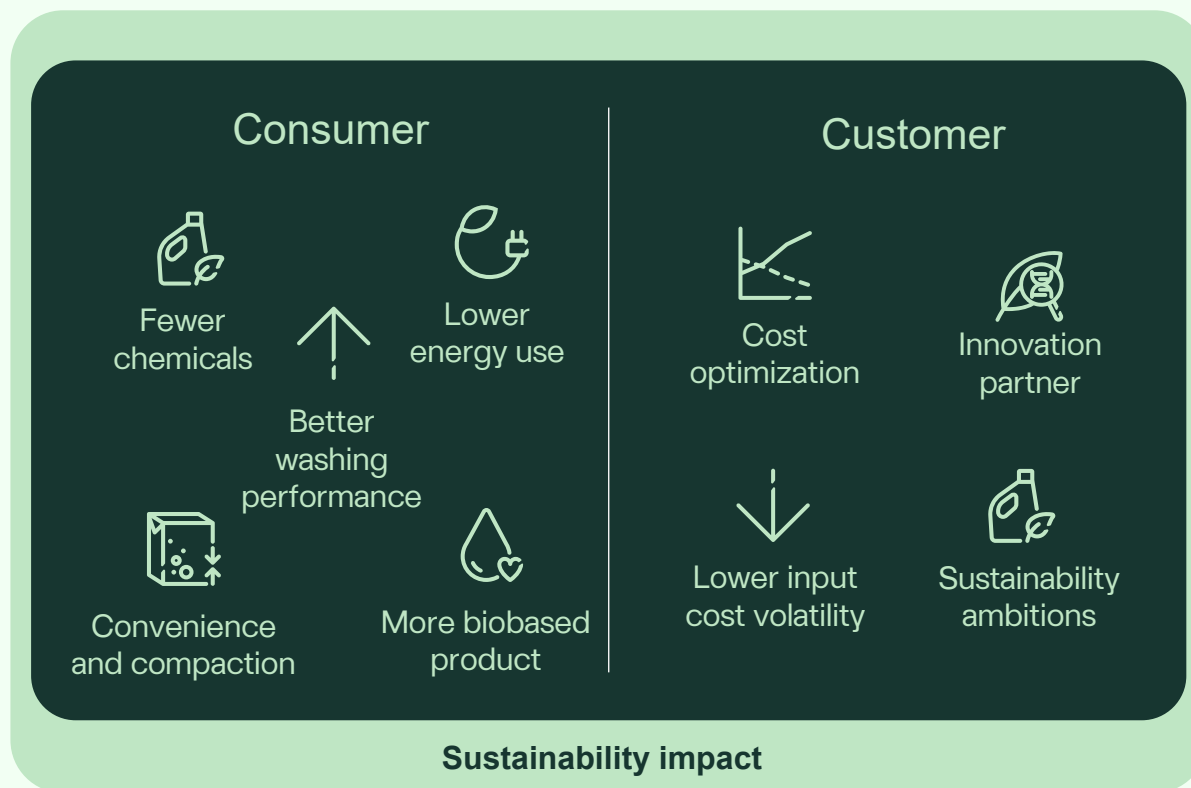 Consumer
Fewer
chemicals
Lower
energy use
Better
washing
performance
Convenience
and compaction
More biobased
product
Customer
Cost
optimization
Innovation
partner
Lower input
cost volatility
Sustainability
ambitions
Sustainability impact